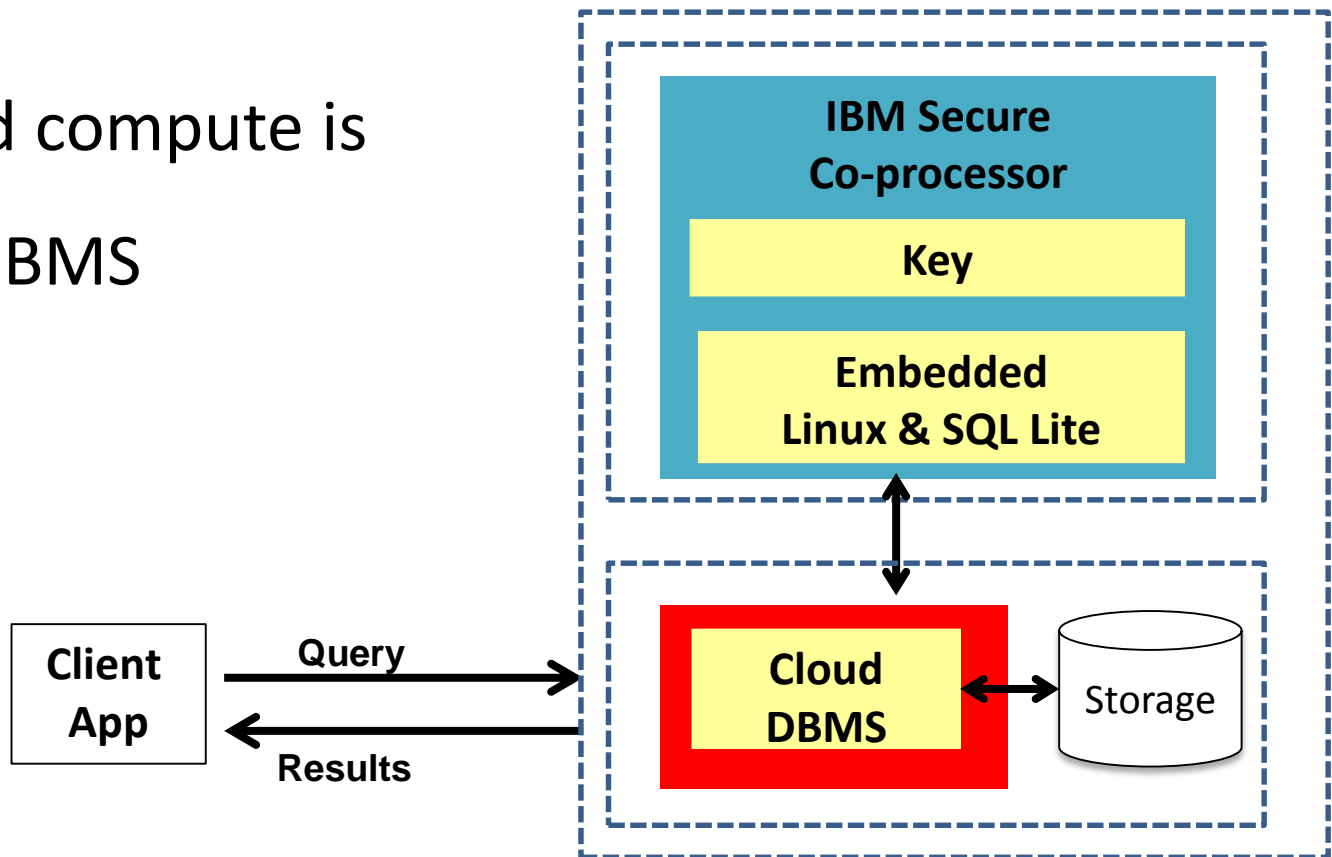 d compute is
BMS
IBM Secure
Co-processor
Key
Embedded
Linux & SQL Lite
Client
App
Query
Results
Cloud
DBMS
Storage